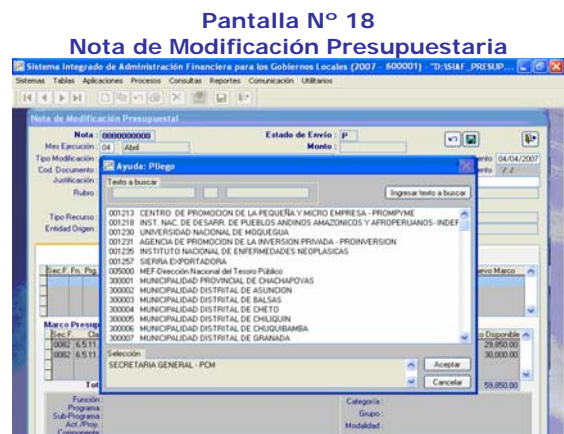 Pantalla Nº 18
Nota de Modificación Presupuestaria
Sistema Integrado de Administración Financiera para los Gobiernos Locales (2007 - 600001) - "D:\SIAF_PRESUP...
Sistemas Tablas Aplicaciones Procesos Consultas Reportes Comunicación Utilitarios
Nota de Modificación Presupuestal
Nota : 0000000000 Estado de Envío : P
Mes Ejecución : 04 Abril Monto :
Tipo Modificación 04/04/2007
Cod. Documento / /
Justificación
Rubro
Tipo Recurso
Entidad Origen
Ayuda: Pliego
Texto a buscar
Ingresar texto a buscar
001213 CENTRO DE PROMOCION DE LA PEQUEÑA Y MICRO EMPRESA - PROMPYME
001218 INST. NAC. DE DESARR. DE PUEBLOS ANDINOS AMAZONICOS Y AFROPERUANOS- INDEF
001230 UNIVERSIDAD NACIONAL DE MOQUEGUA
001231 AGENCIA DE PROMOCION DE LA INVERSION PRIVADA - PROINVERSION
001235 INSTITUTO NACIONAL DE ENFERMEDADES NEOPLASICAS
001257 SIERRA EXPORTADORA
005000 MEF-Dirección Nacional del Tesoro Público
300001 MUNICIPALIDAD PROVINCIAL DE CHACHAPOYAS
300002 MUNICIPALIDAD DISTRITAL DE ASUNCION
300003 MUNICIPALIDAD DISTRITAL DE BALSAS
300004 MUNICIPALIDAD DISTRITAL DE CHETO
300005 MUNICIPALIDAD DISTRITAL DE CHILIQUIN
300006 MUNICIPALIDAD DISTRITAL DE CHUQUIBAMBA
300007 MUNICIPALIDAD DISTRITAL DE GRANADA
Selección
SECRETARIA GENERAL - PCM
Aceptar
Cancelar
Sec.F. Fn. Prg. evo Marco
Marco Presup
Sec.F. Cla o Disponible
0082 6.5.11. 29,850.00
0082 6.5.11. 30,000.00
Tot 59,850.00
Función :
Programa :
Sub-Programa :
Act./Proy. :
Componente
Categoría :
Grupo :
Modalidad :